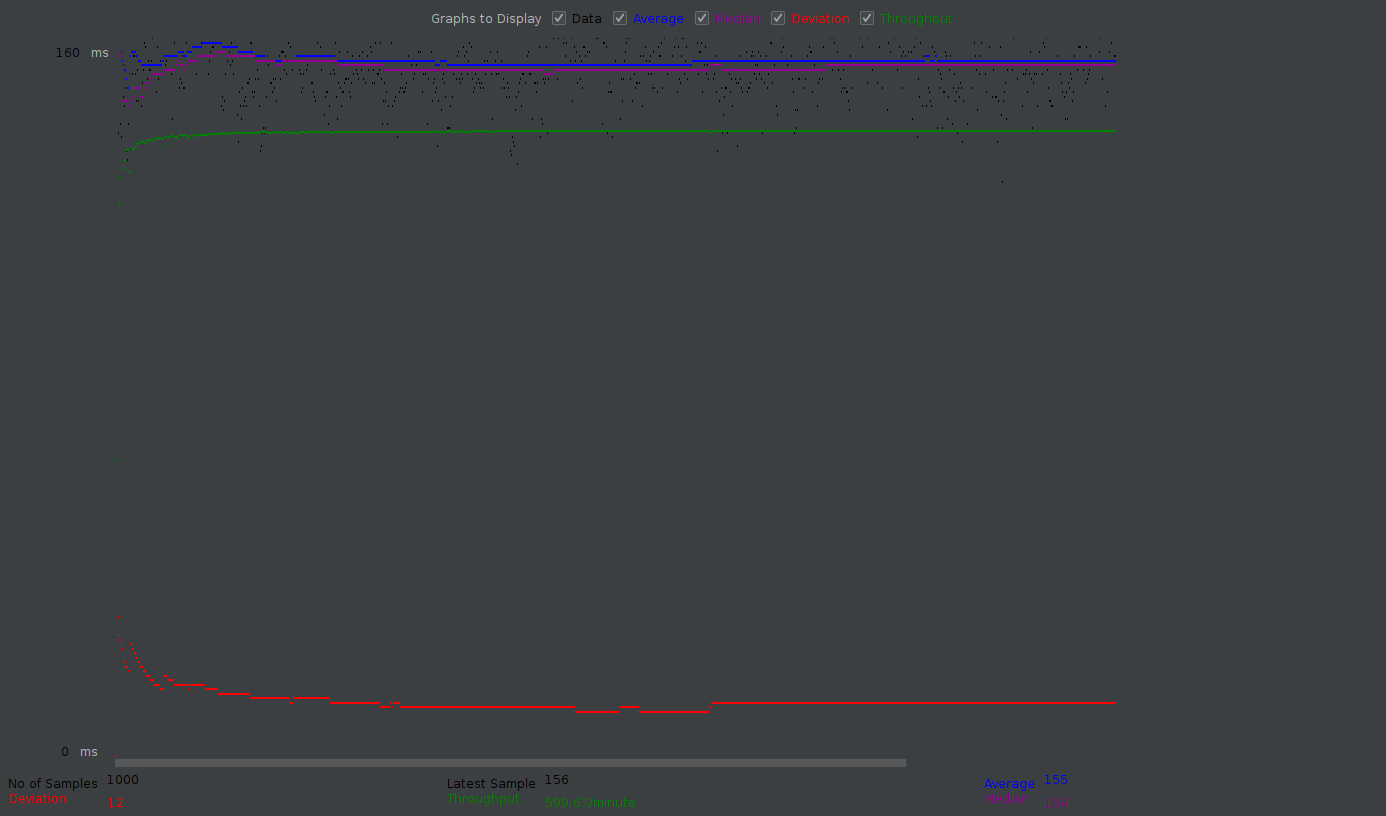 Graphs to Display Data Average Median Deviation Throughput
160 ms
0 ms
No of Samples 1000 Latest Sample 156 Average 155
Deviation 12 Throughput 599.67/minute Median 154